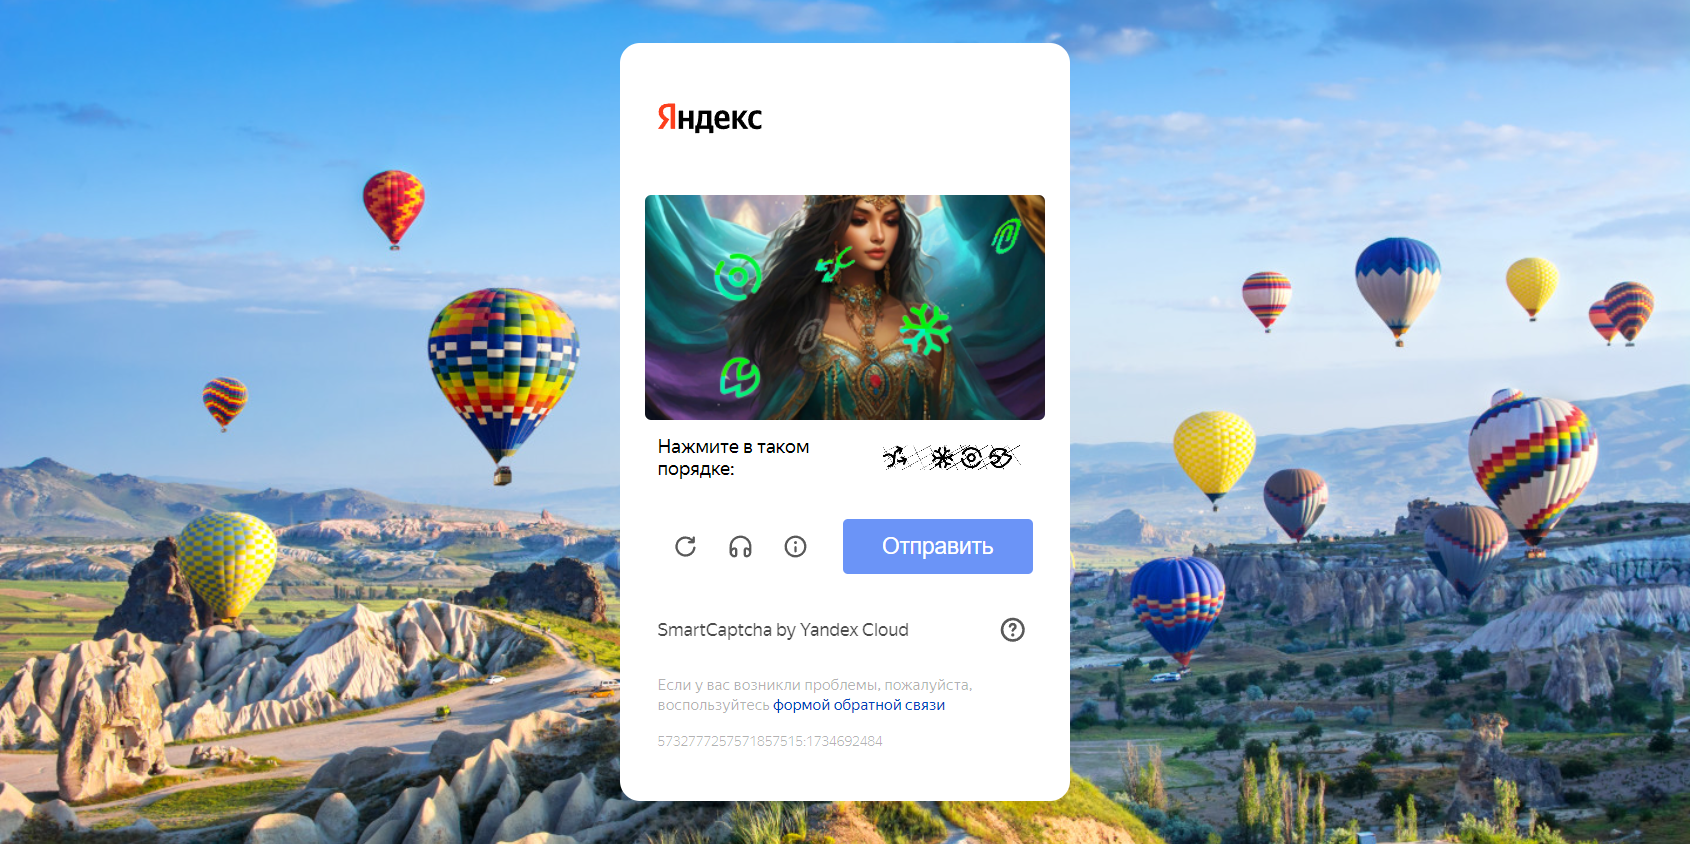 Яндекс
Нажмите в таком
порядке:
Отправить
SmartCaptcha by Yandex Cloud
Если у вас возникли проблемы, пожалуйста,
воспользуйтесь формой обратной связи
5732777257571857515:1734692484